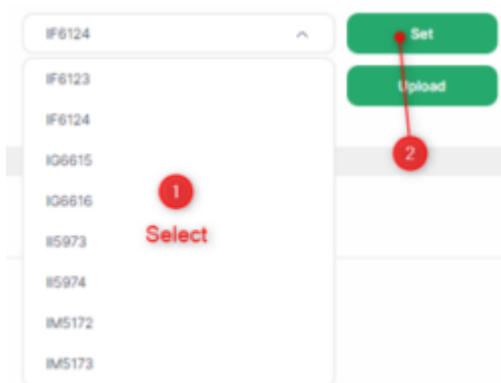 IF6124
Set
IF6123
Upload
IF6124
2
IG6615
1
IG6616
Select
II5973
II5974
IM5172
IM5173